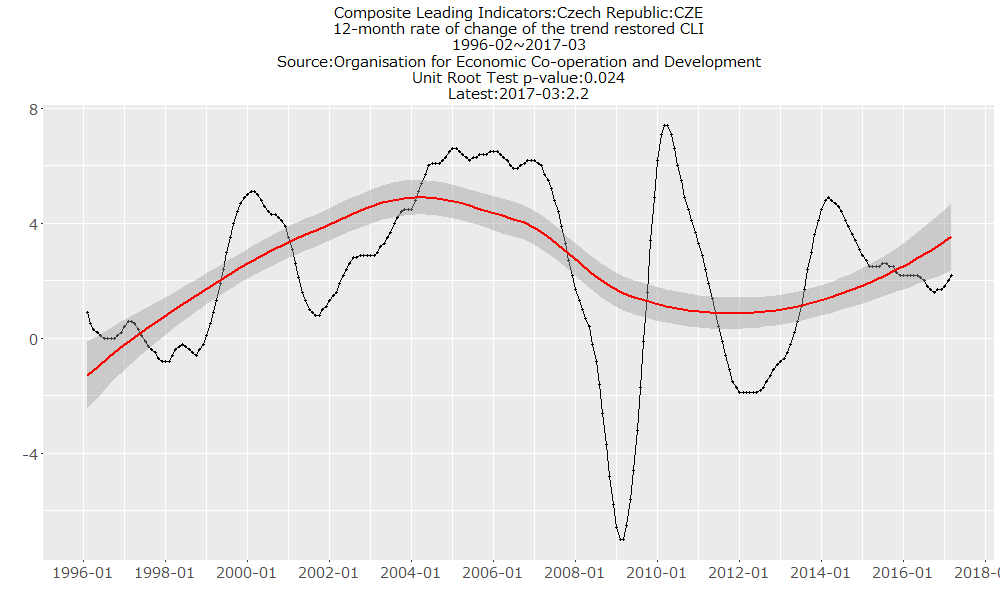 Composite Leading Indicators:Czech Republic:CZE
12-month rate of change of the trend restored CLI
1996-02~2017-03
Source:Organisation for Economic Co-operation and Development
Unit Root Test p-value:0.024
Latest:2017-03:2.2
8
4
0
-4
1996-01 1998-01 2000-01 2002-01 2004-01 2006-01 2008-01 2010-01 2012-01 2014-01 2016-01 2018-0